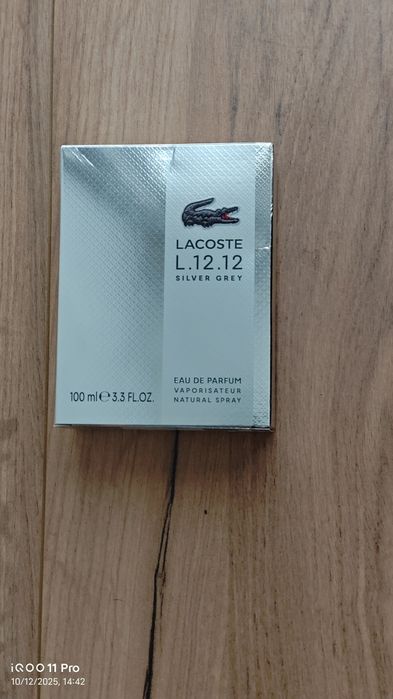 LACOSTE
L.12.12
SILVER GREY
EAU DE PARFUM
VAPORISATEUR
NATURAL SPRAY
100 ml ℮ 3.3 FL.OZ.
iQOO 11 Pro
10/12/2025, 14:42